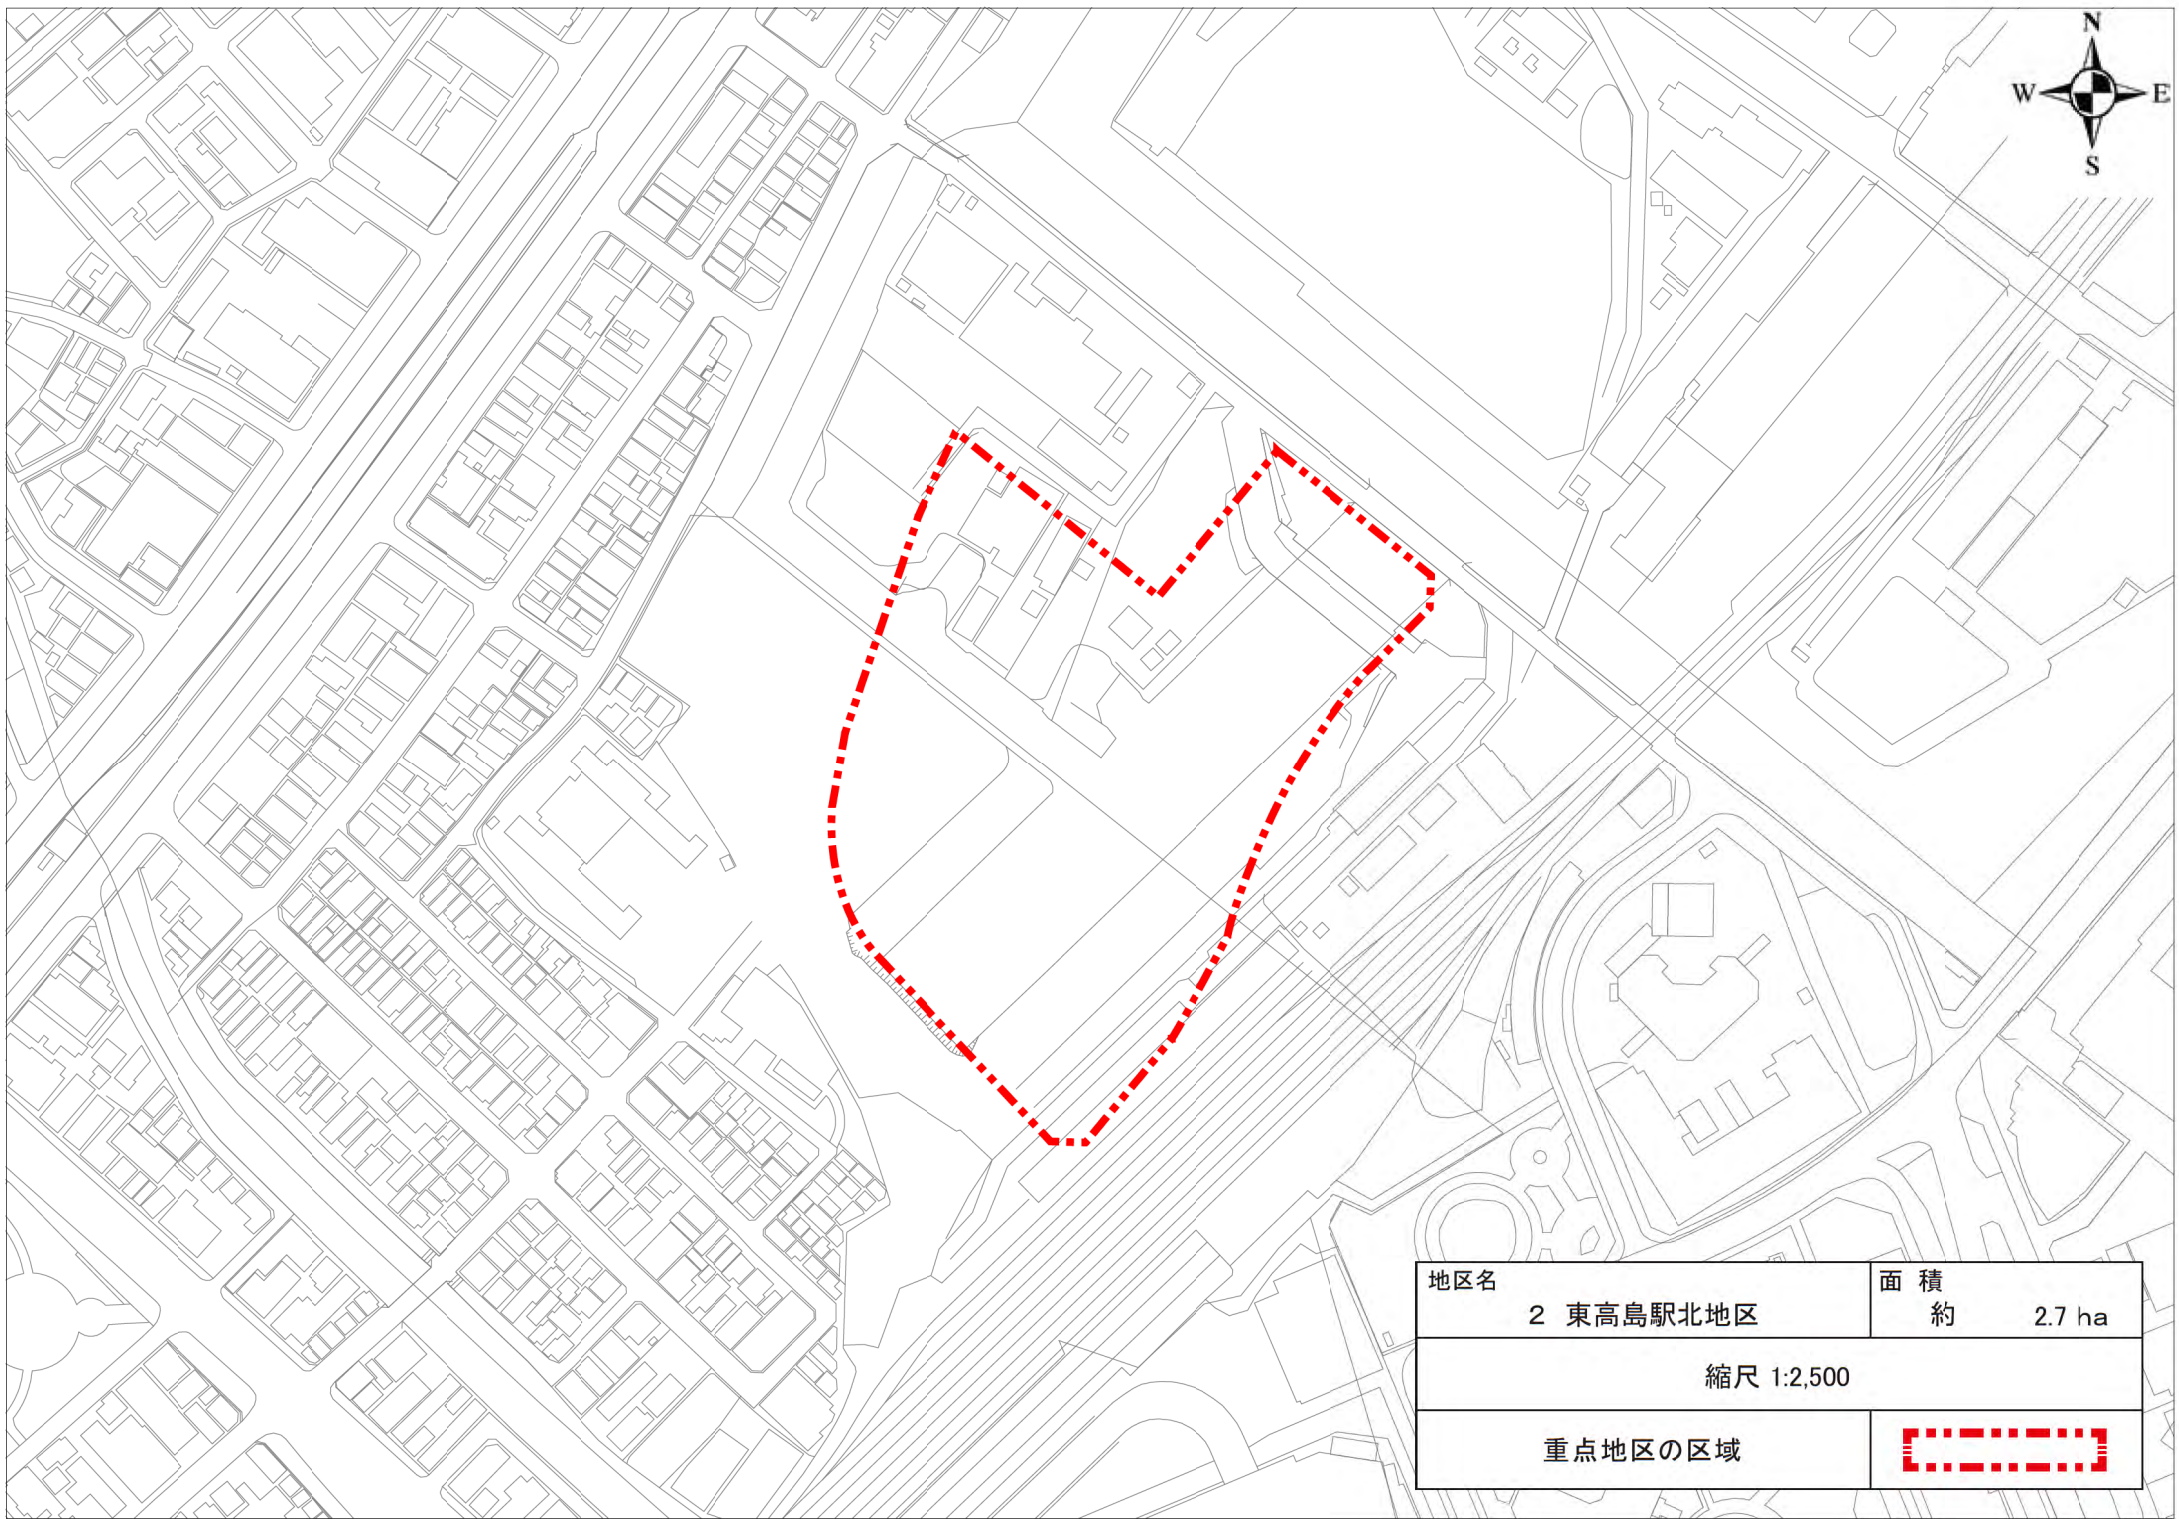 N
W E
S
地区名
2 東高島駅北地区
面 積
約 2.7 ha
縮尺 1:2,500
重点地区の区域